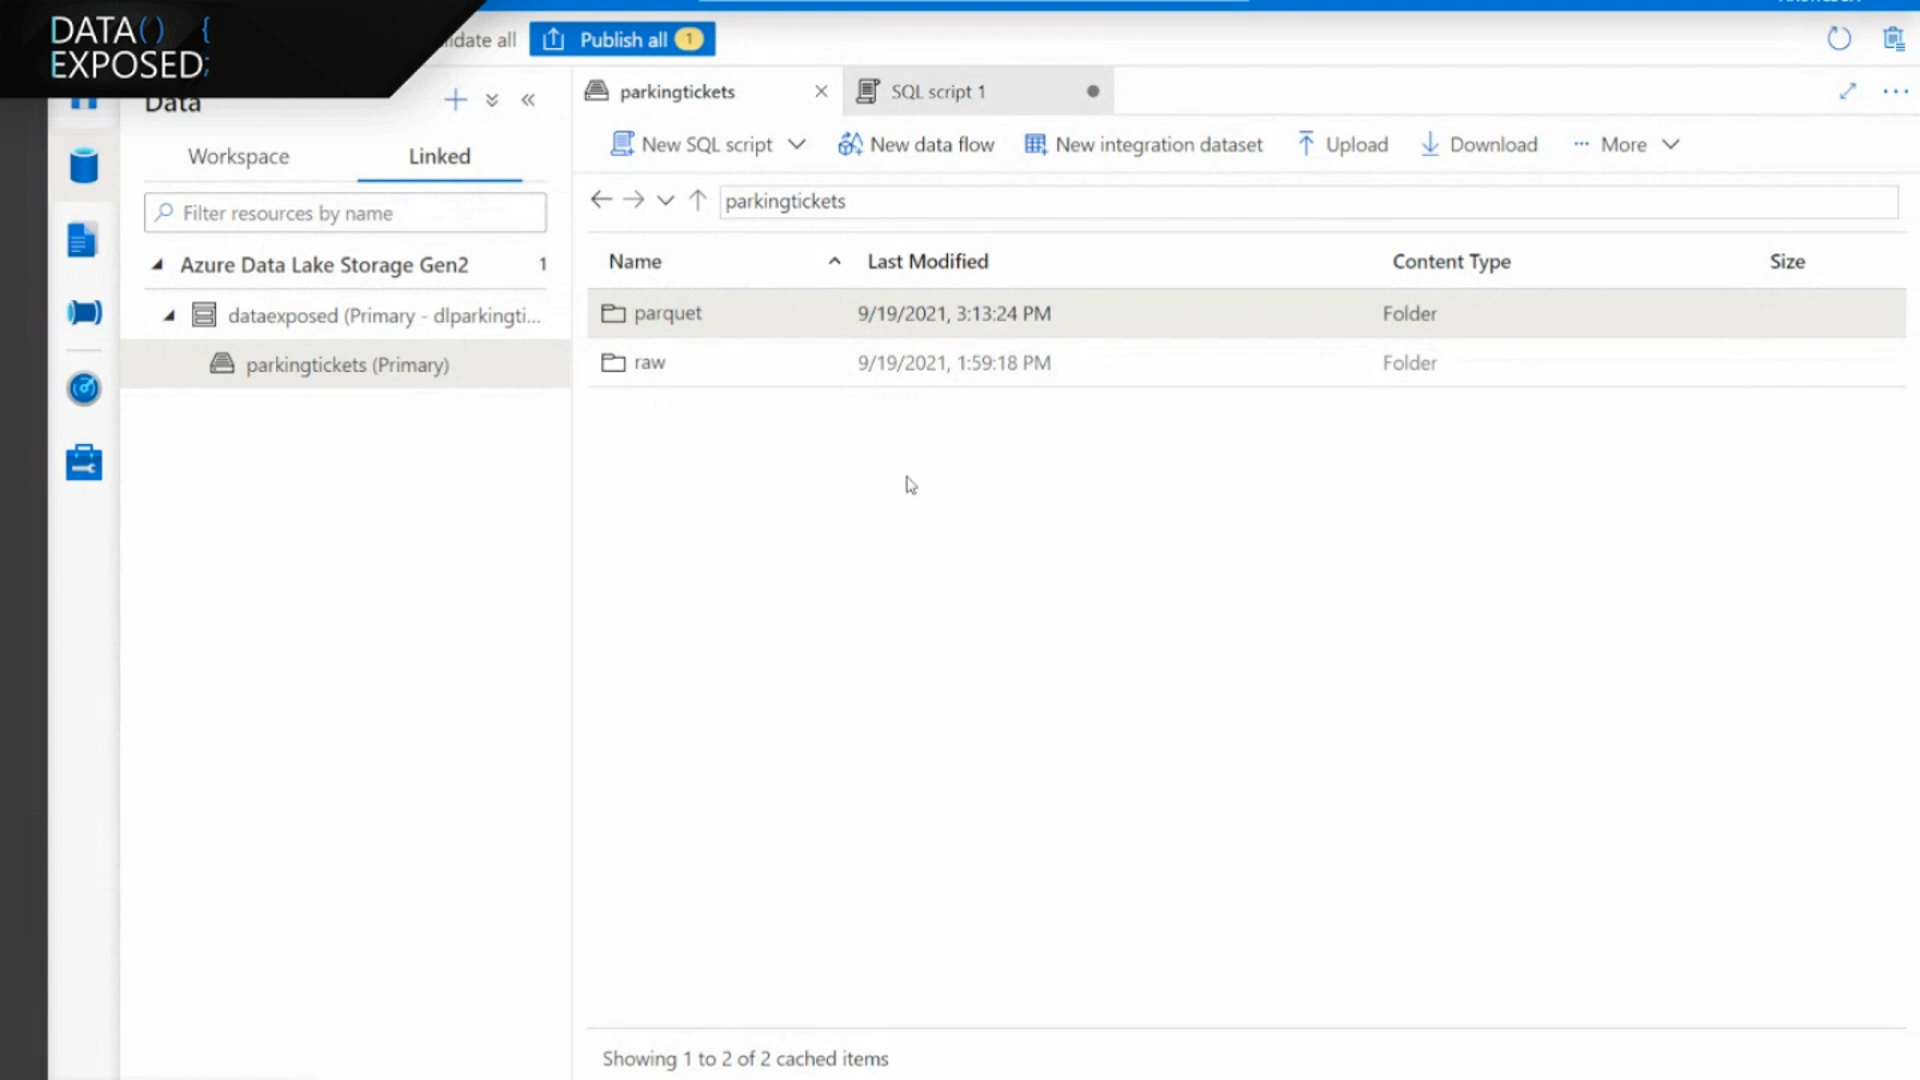 DATA() {
EXPOSED;
idate all
Publish all 1
Data
Workspace
Linked
Filter resources by name
Azure Data Lake Storage Gen2 1
dataexposed (Primary - dlparkingti...
parkingtickets (Primary)
parkingtickets
SQL script 1
New SQL script
New data flow
New integration dataset
Upload
Download
More
parkingtickets
Name Last Modified Content Type Size
parquet 9/19/2021, 3:13:24 PM Folder
raw 9/19/2021, 1:59:18 PM Folder
Showing 1 to 2 of 2 cached items